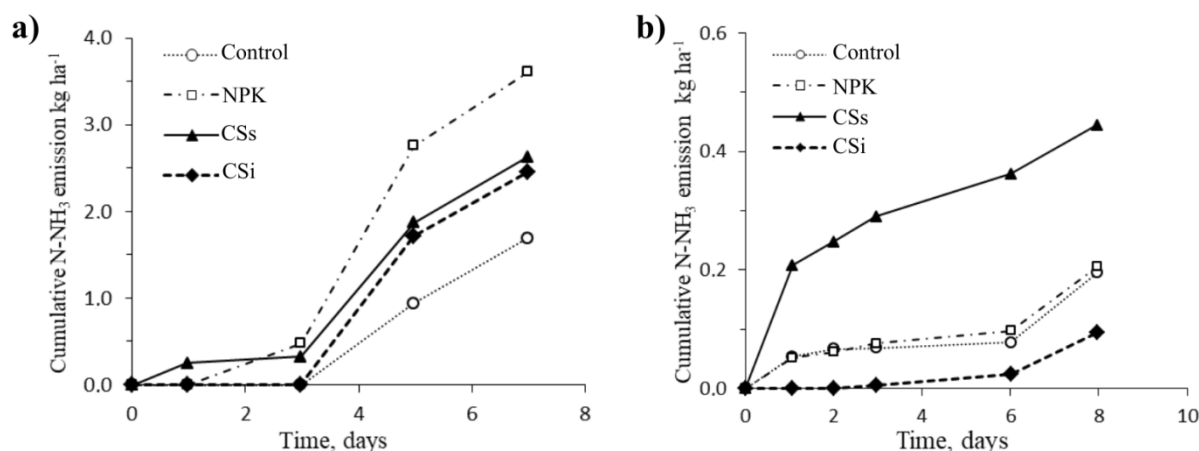 a)
4.0
3.0
2.0
1.0
0.0
0 2 4 6 8
Cumulative N-NH₃ emission kg ha⁻¹
Time, days
Control
NPK
CSs
CSi
b)
0.6
0.4
0.2
0.0
0 2 4 6 8 10
Cumulative N-NH₃ emission kg ha⁻¹
Time, days
Control
NPK
CSs
CSi